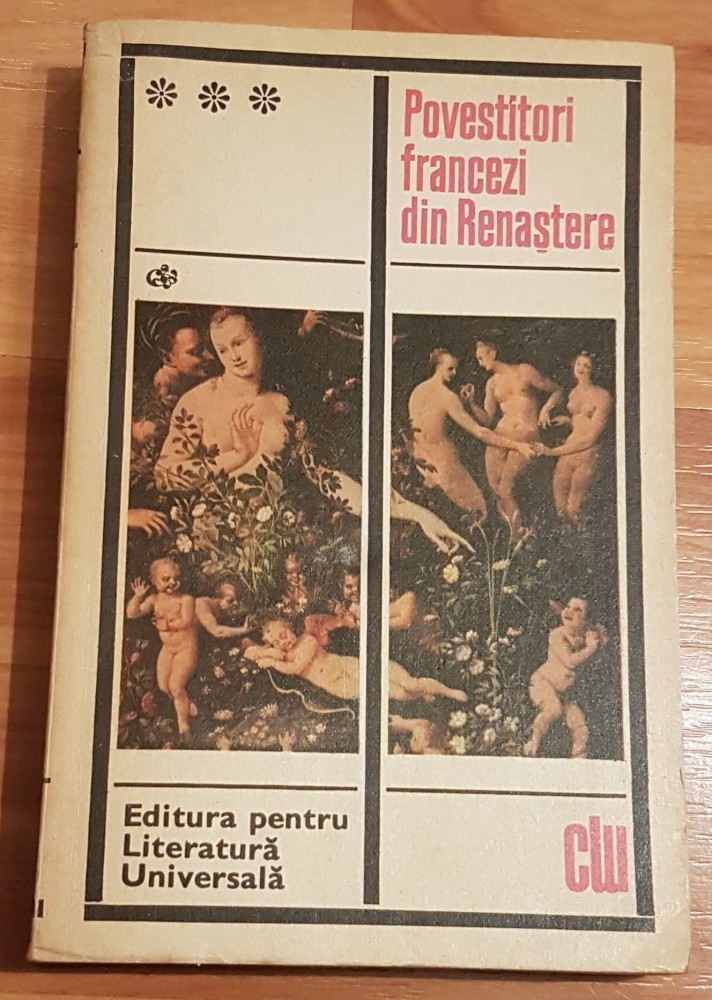 * * *
Povestitori
francezi
din Renaştere
Editura pentru
Literatură
Universală
clu